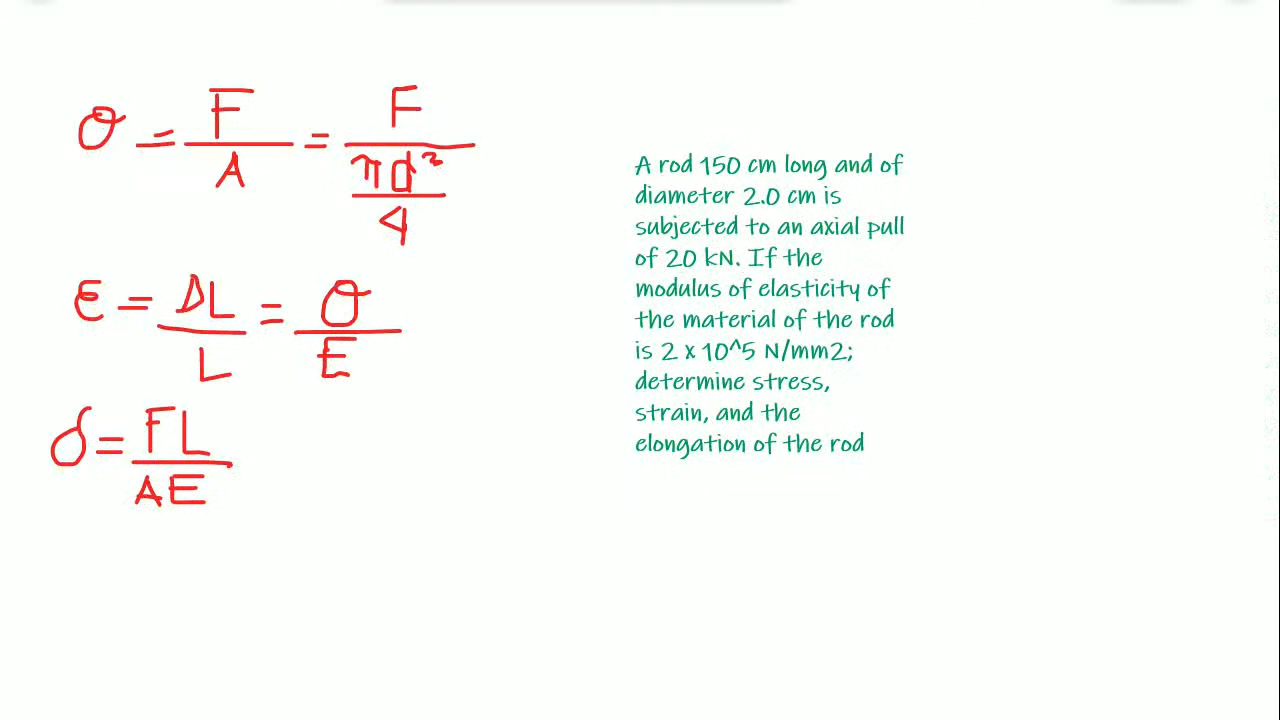 σ = F/A = F/(πd²/4)
ε = ΔL/L = σ/E
δ = FL/AE
A rod 150 cm long and of
diameter 2.0 cm is
subjected to an axial pull
of 20 kN. If the
modulus of elasticity of
the material of the rod
is 2 x 10^5 N/mm2;
determine stress,
strain, and the
elongation of the rod